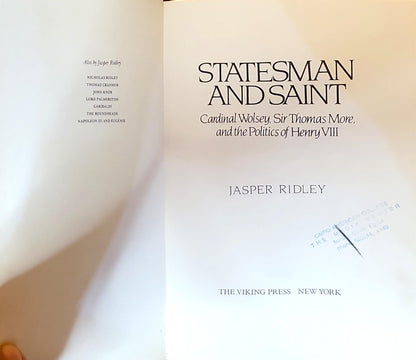 Also by Jasper Ridley
NICHOLAS RIDLEY
THOMAS CRANMER
JOHN KNOX
LORD PALMERSTON
GARIBALDI
THE ROUNDHEADS
NAPOLEON III AND EUGÉNIE
STATESMAN
AND SAINT
Cardinal Wolsey, Sir Thomas More,
and the Politics of Henry VIII
JASPER RIDLEY
THE
THE VIKING PRESS NEW YORK